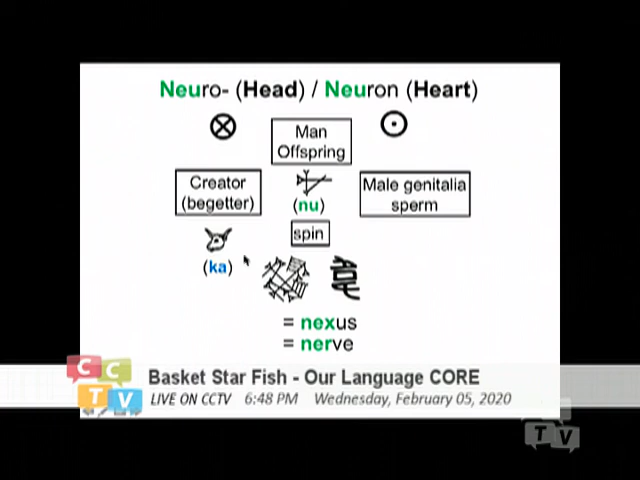 Neuro- (Head) / Neuron (Heart)
Man
Offspring
Creator
(begetter)
(nu)
Male genitalia
sperm
spin
(ka)
= nexus
= nerve
CCTV
Basket Star Fish - Our Language CORE
LIVE ON CCTV 6:48 PM Wednesday, February 05, 2020
TV